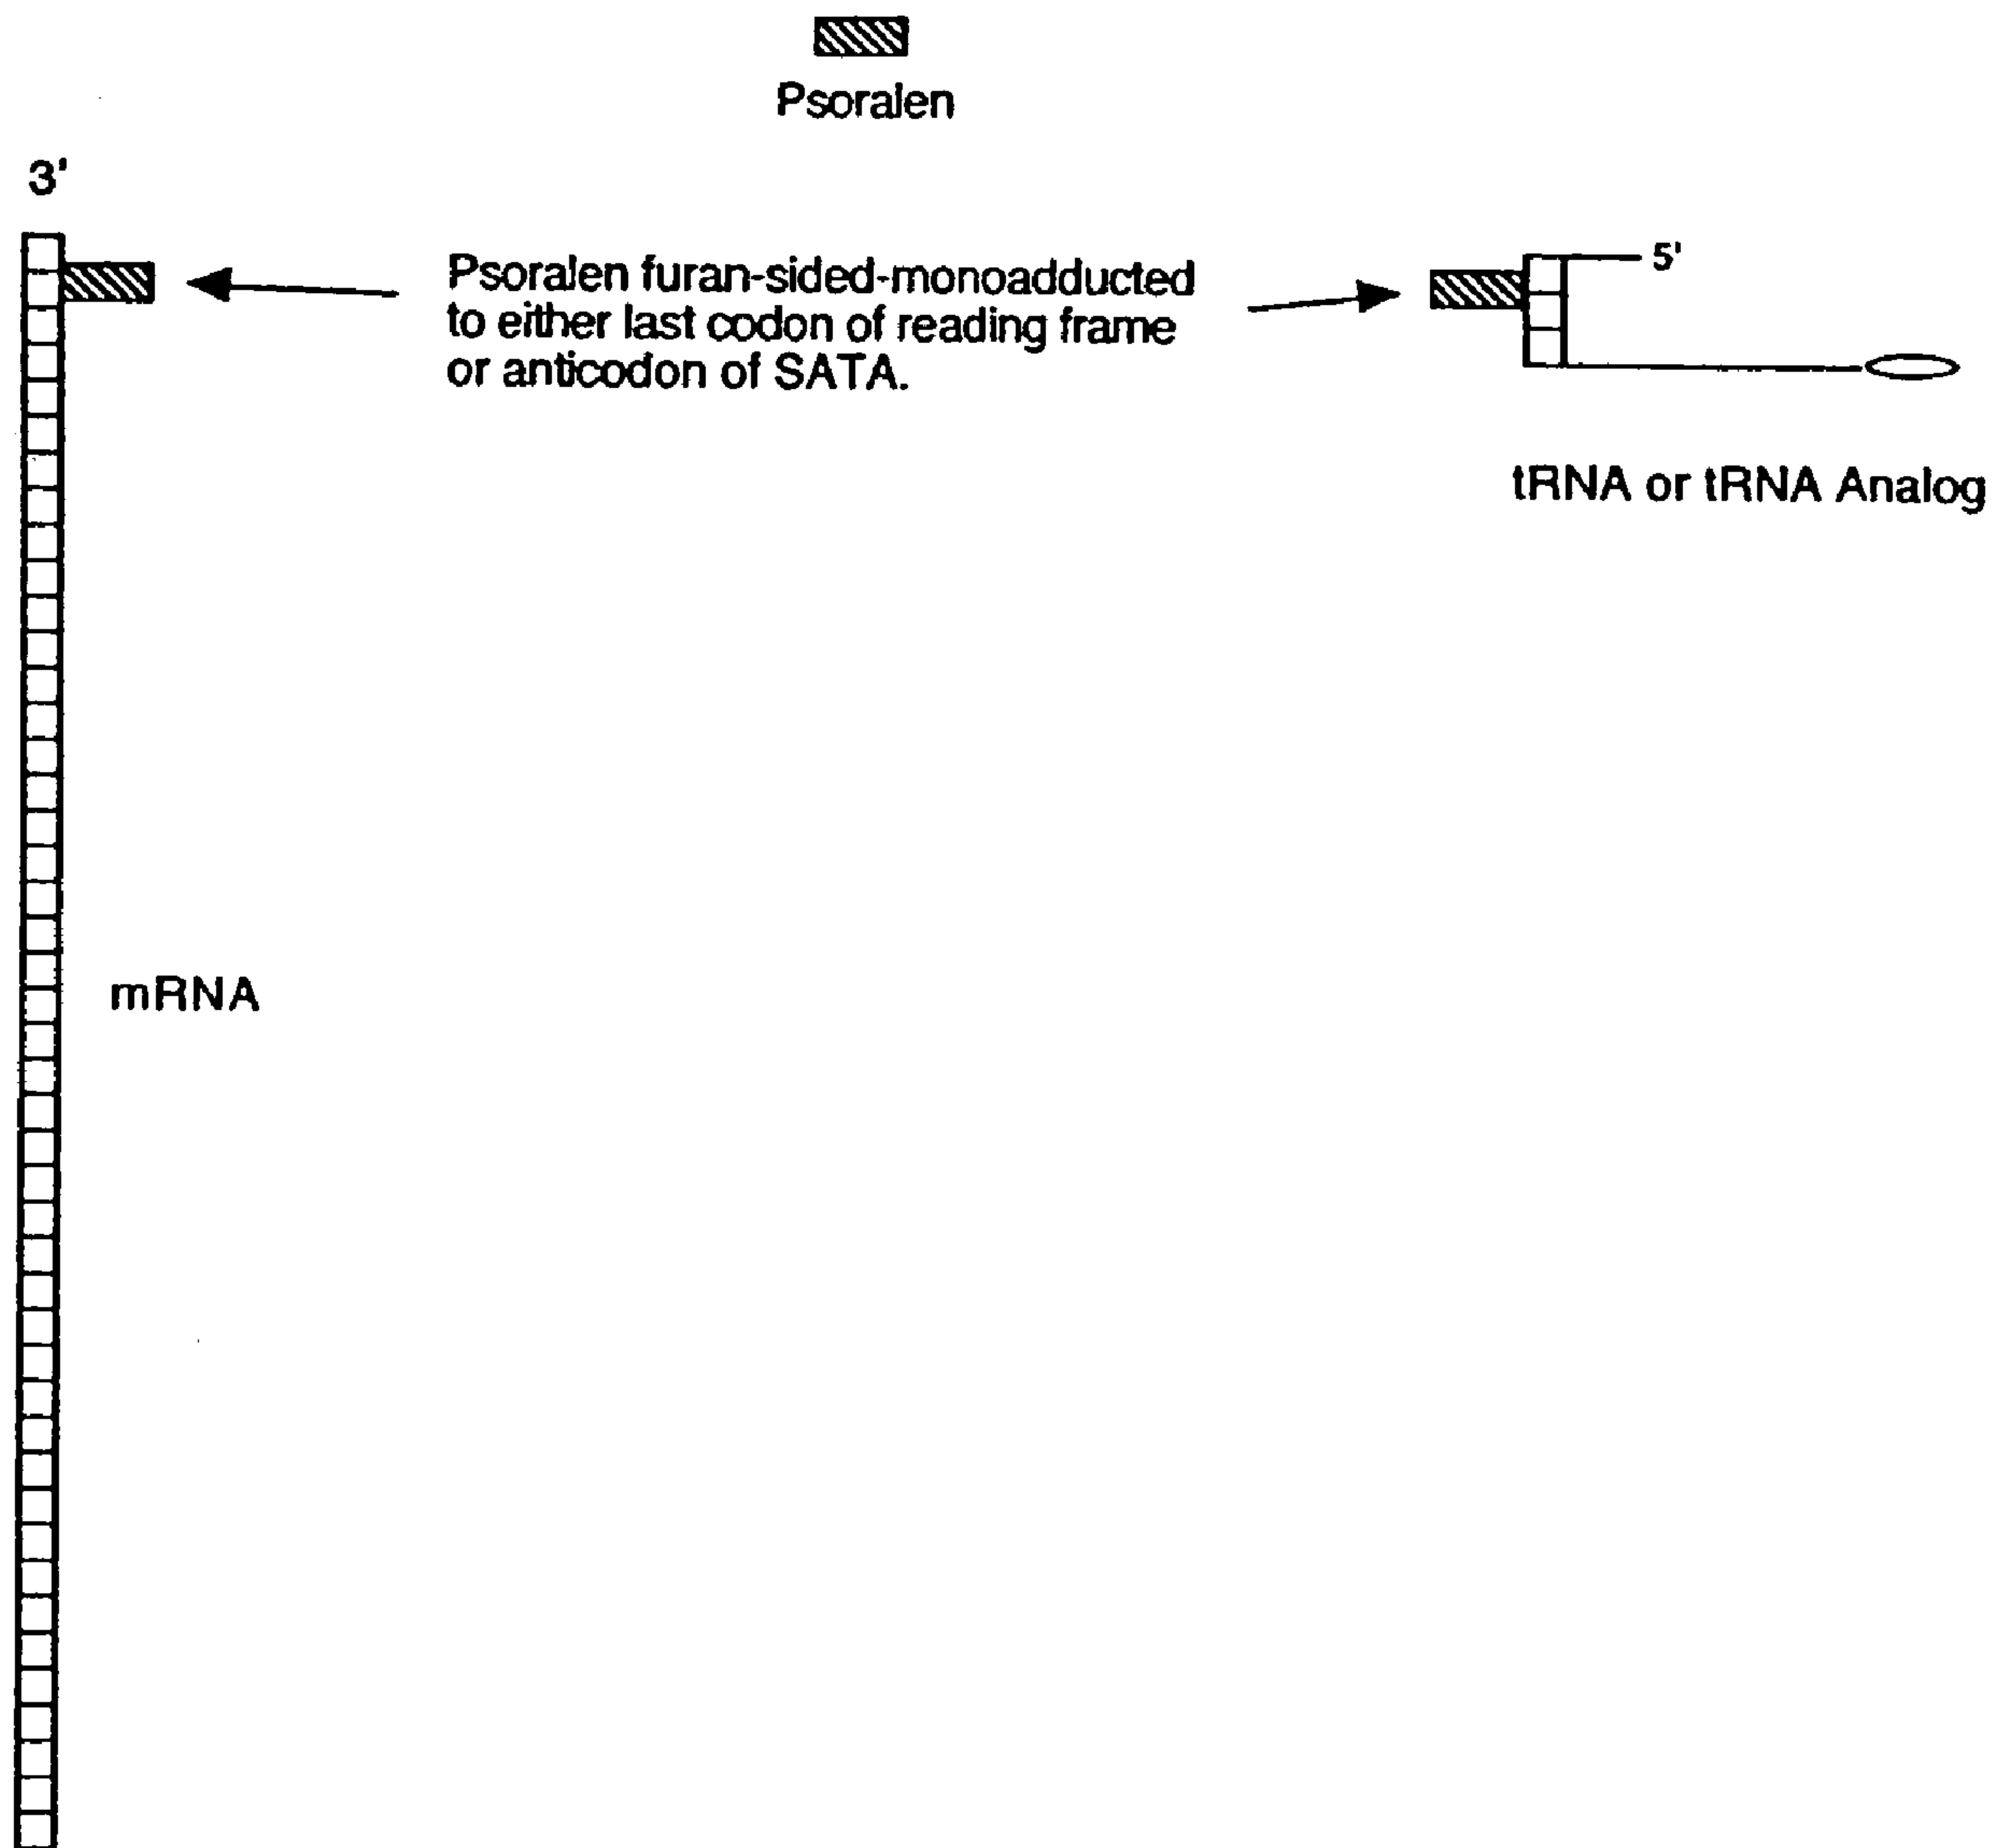 Psoralen
3'
Psoralen furan-sided-monoadducted
to either last codon of reading frame
or anticodon of SATA.
5'
tRNA or tRNA Analog
mRNA